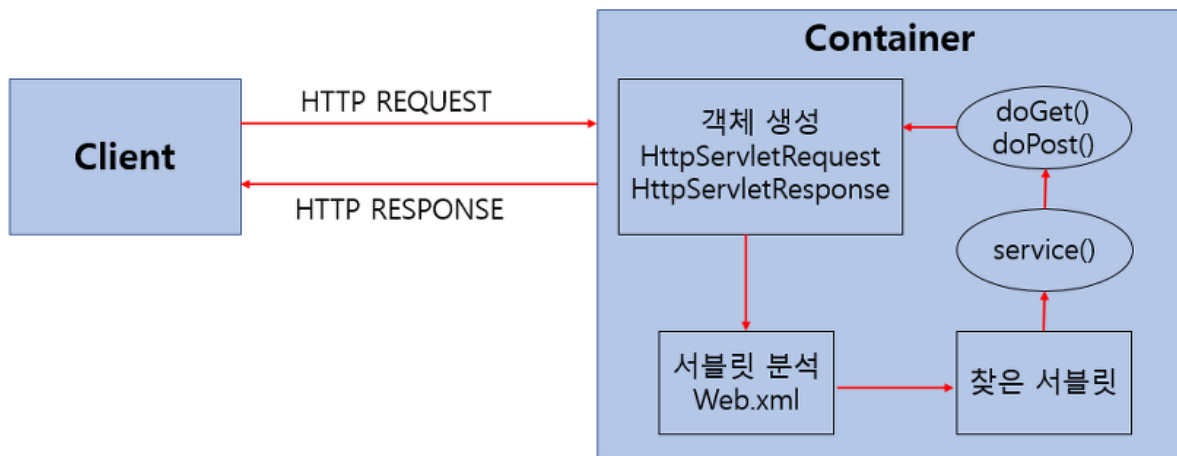 Container
Client
HTTP REQUEST
HTTP RESPONSE
객체 생성
HttpServletRequest
HttpServletResponse
doGet()
doPost()
service()
서블릿 분석
Web.xml
찾은 서블릿